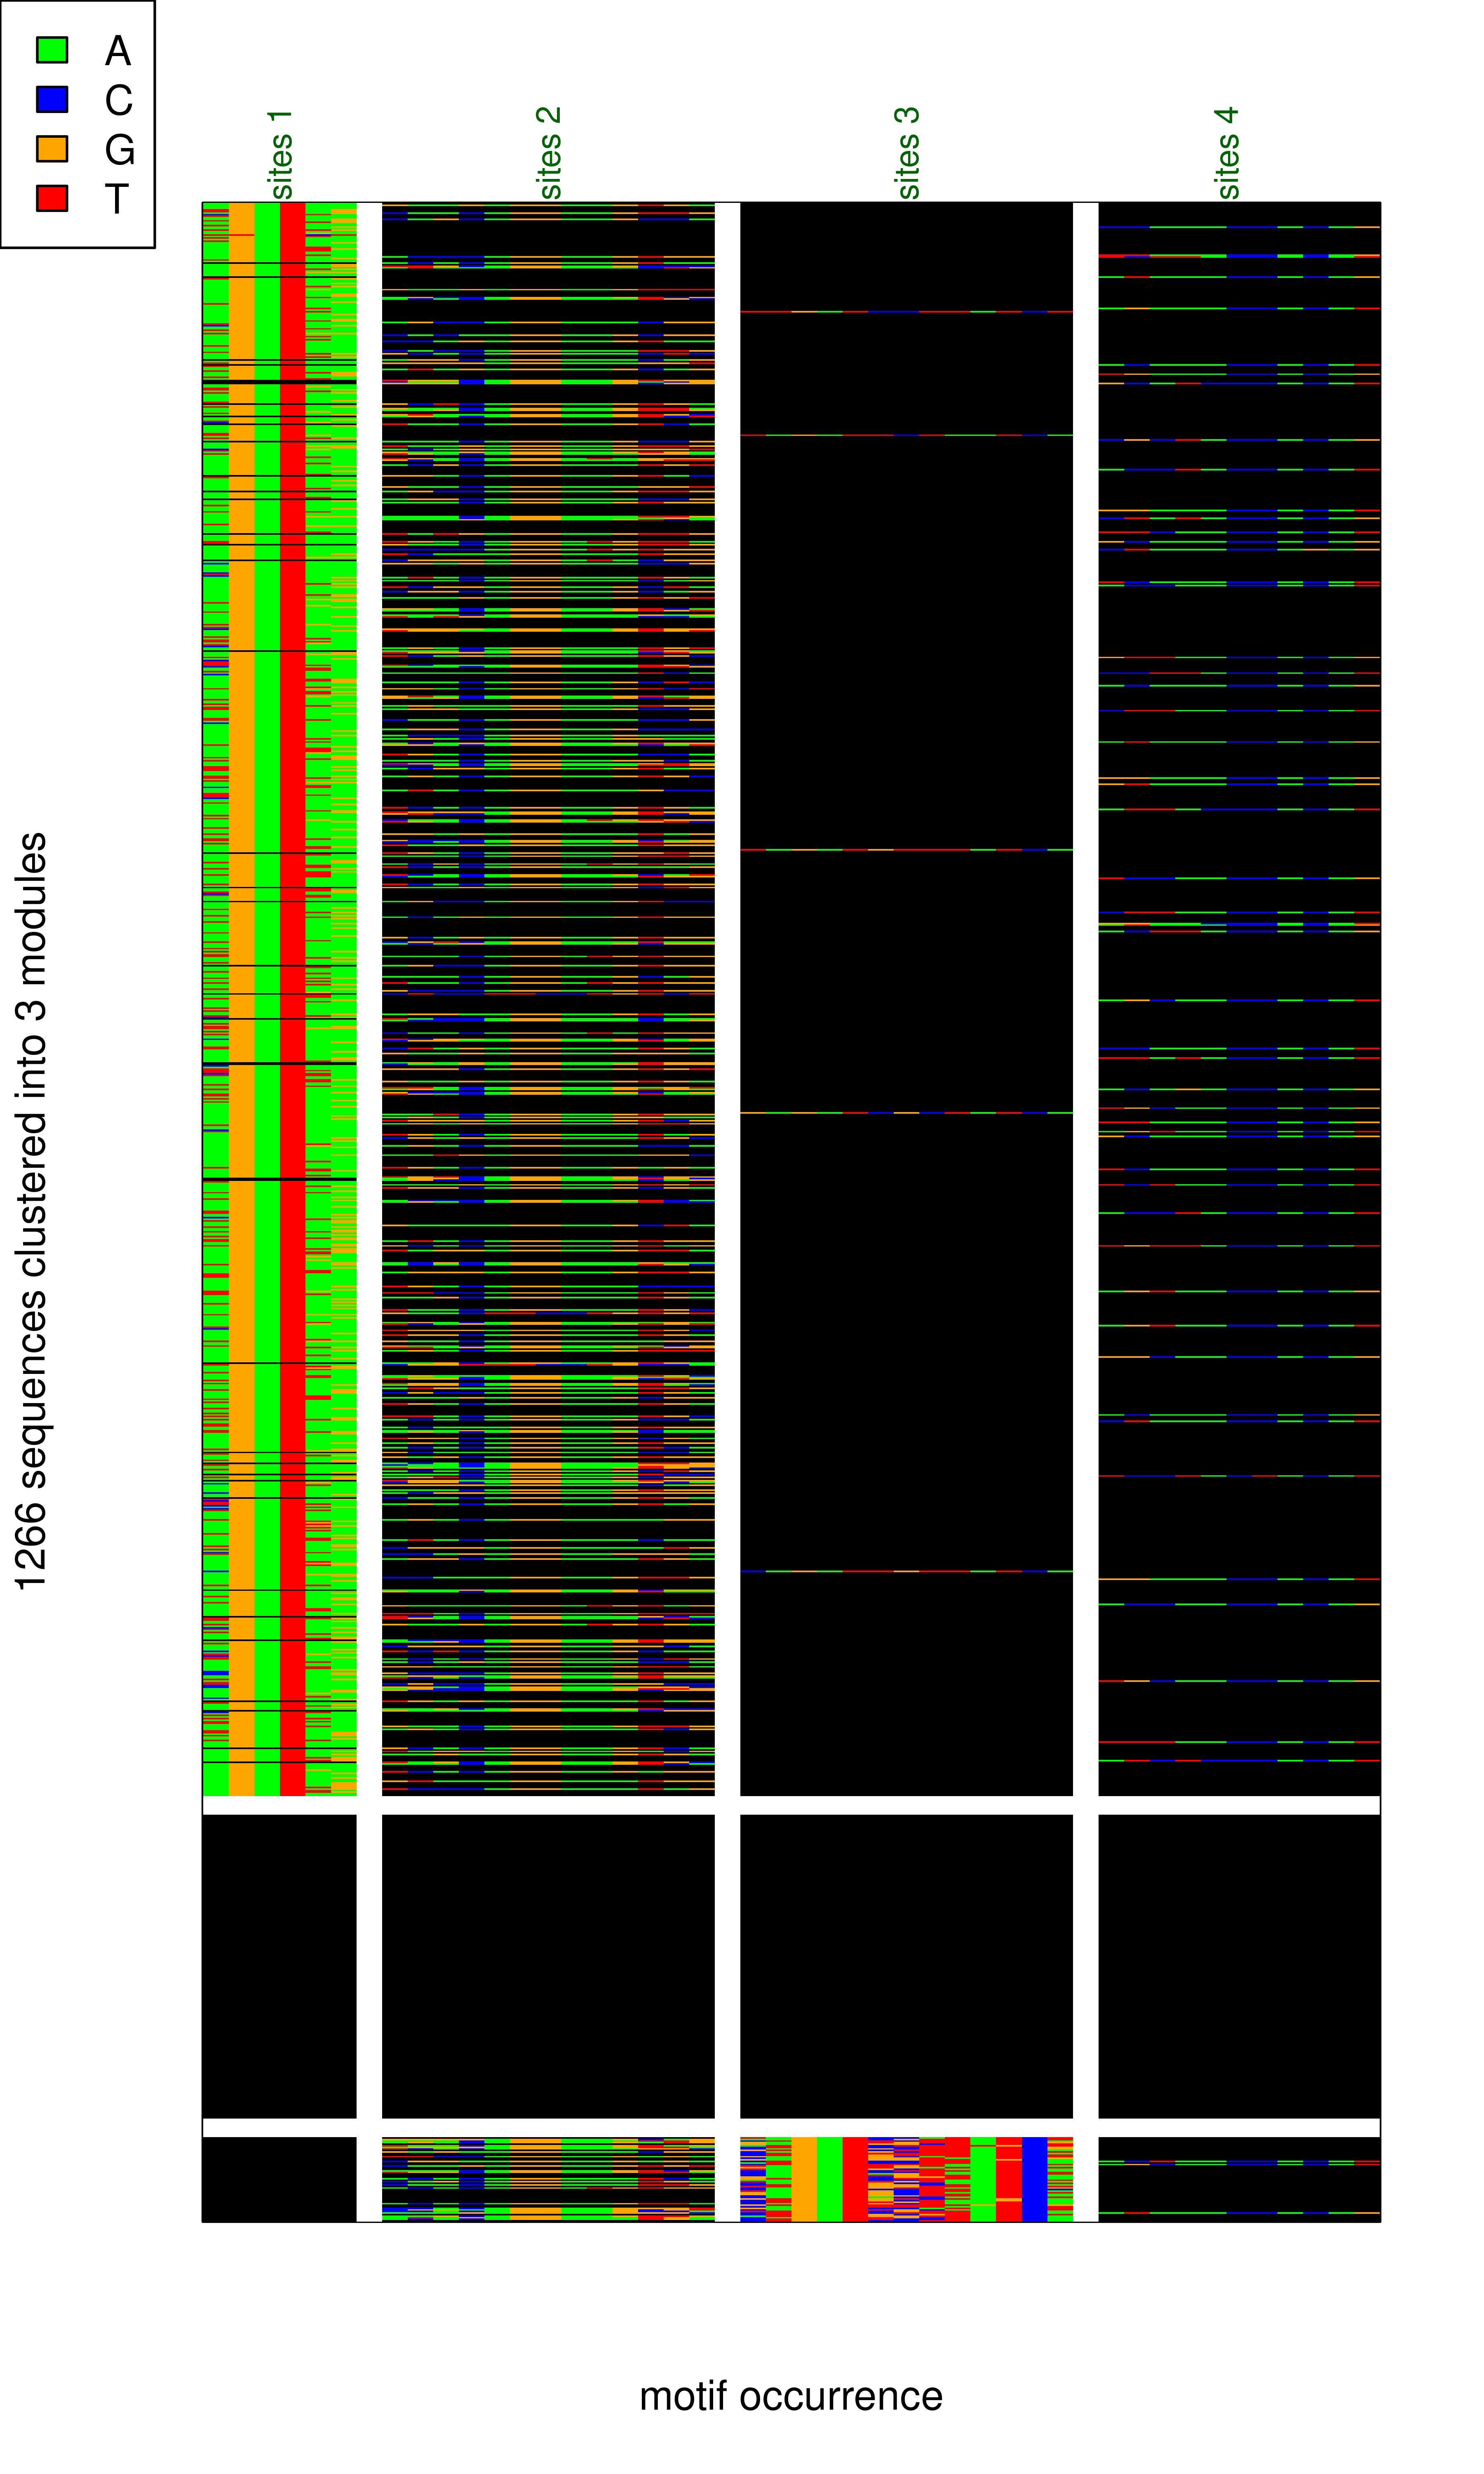 A
C
G
T
sites 1
sites 2
sites 3
sites 4
1266 sequences clustered into 3 modules
motif occurrence